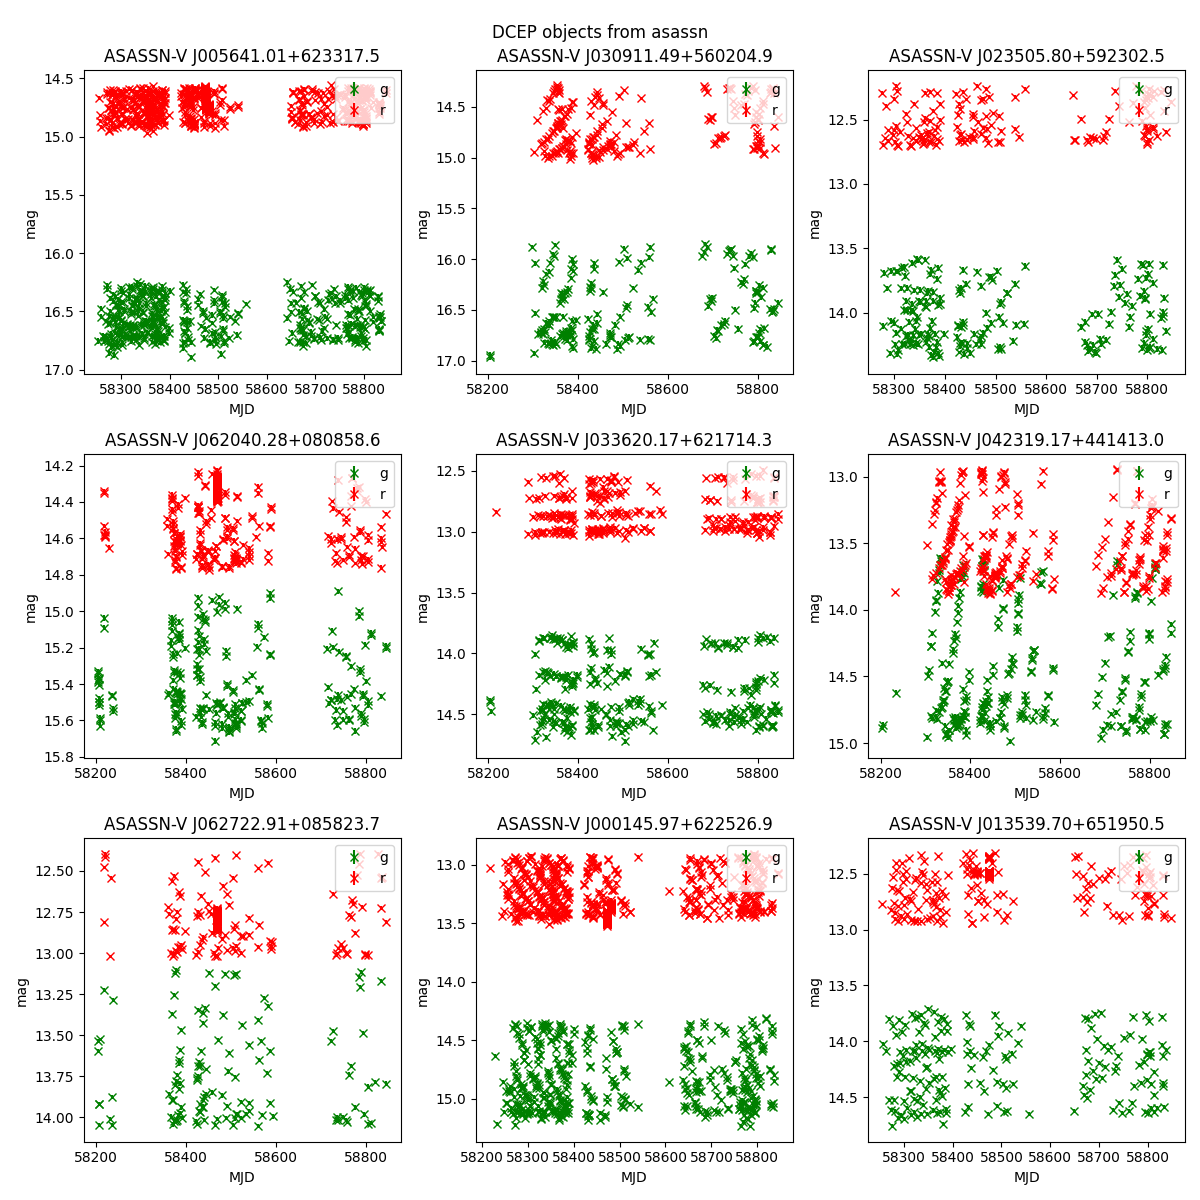 DCEP objects from asassn
ASASSN-V J005641.01+623317.5
14.5
15.0
15.5
16.0
16.5
17.0
mag
58300 58400 58500 58600 58700 58800
MJD
g
r
ASASSN-V J030911.49+560204.9
14.5
15.0
15.5
16.0
16.5
17.0
mag
58200 58400 58600 58800
MJD
g
r
ASASSN-V J023505.80+592302.5
12.5
13.0
13.5
14.0
mag
58300 58400 58500 58600 58700 58800
MJD
g
r
ASASSN-V J062040.28+080858.6
14.2
14.4
14.6
14.8
15.0
15.2
15.4
15.6
15.8
mag
58200 58400 58600 58800
MJD
g
r
ASASSN-V J033620.17+621714.3
12.5
13.0
13.5
14.0
14.5
mag
58200 58400 58600 58800
MJD
g
r
ASASSN-V J042319.17+441413.0
13.0
13.5
14.0
14.5
15.0
mag
58200 58400 58600 58800
MJD
g
r
ASASSN-V J062722.91+085823.7
12.50
12.75
13.00
13.25
13.50
13.75
14.00
mag
58200 58400 58600 58800
MJD
g
r
ASASSN-V J000145.97+622526.9
13.0
13.5
14.0
14.5
15.0
mag
58200 58300 58400 58500 58600 58700 58800
MJD
g
r
ASASSN-V J013539.70+651950.5
12.5
13.0
13.5
14.0
14.5
mag
58300 58400 58500 58600 58700 58800
MJD
g
r